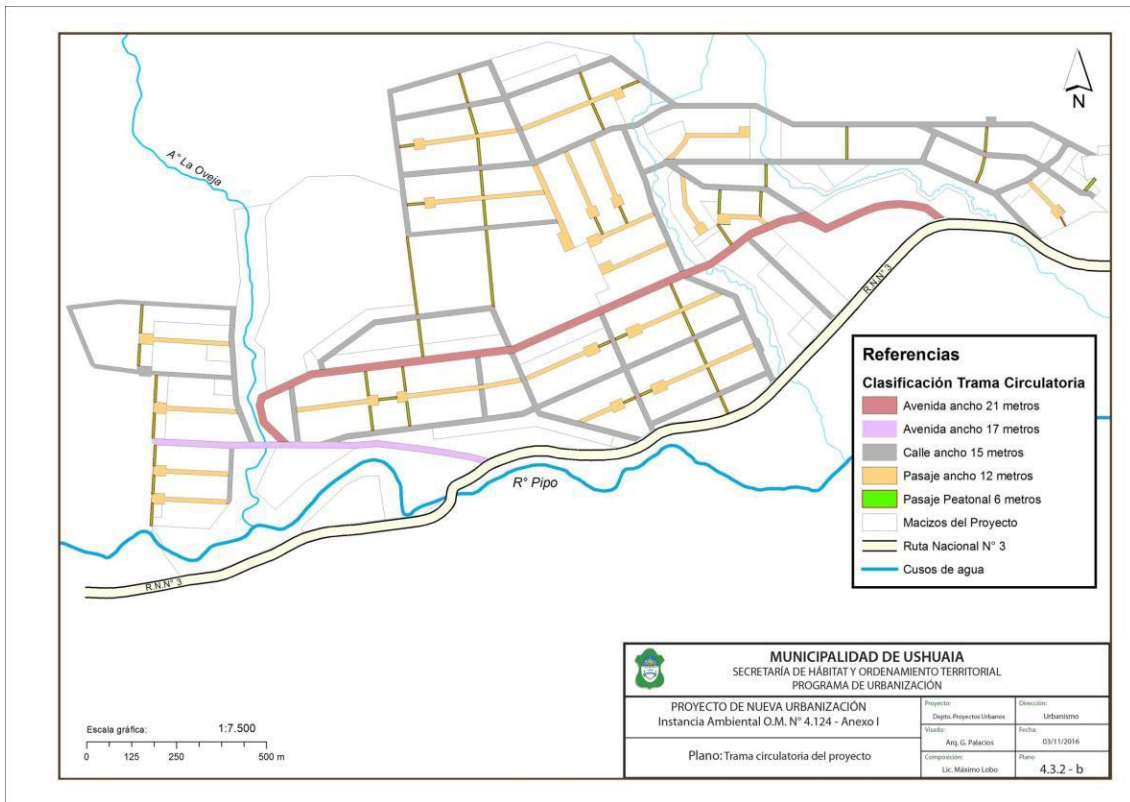 N
A° La Oveja
R.N.N° 3
R° Pipo
R.N.N° 3
Referencias
Clasificación Trama Circulatoria
Avenida ancho 21 metros
Avenida ancho 17 metros
Calle ancho 15 metros
Pasaje ancho 12 metros
Pasaje Peatonal 6 metros
Macizos del Proyecto
Ruta Nacional N° 3
Cusos de agua
Escala gráfica: 1:7.500
0 125 250 500 m
MUNICIPALIDAD DE USHUAIA
SECRETARÍA DE HÁBITAT Y ORDENAMIENTO TERRITORIAL
PROGRAMA DE URBANIZACIÓN
PROYECTO DE NUEVA URBANIZACIÓN
Instancia Ambiental O.M. N° 4.124 - Anexo I
Plano: Trama circulatoria del proyecto
Proyecto:
Depto. Proyectos Urbanos
Dirección:
Urbanismo
Visado:
Arq. G. Palacios
Fecha:
03/11/2016
Composición:
Lic. Máximo Lobo
Plano
4.3.2 - b